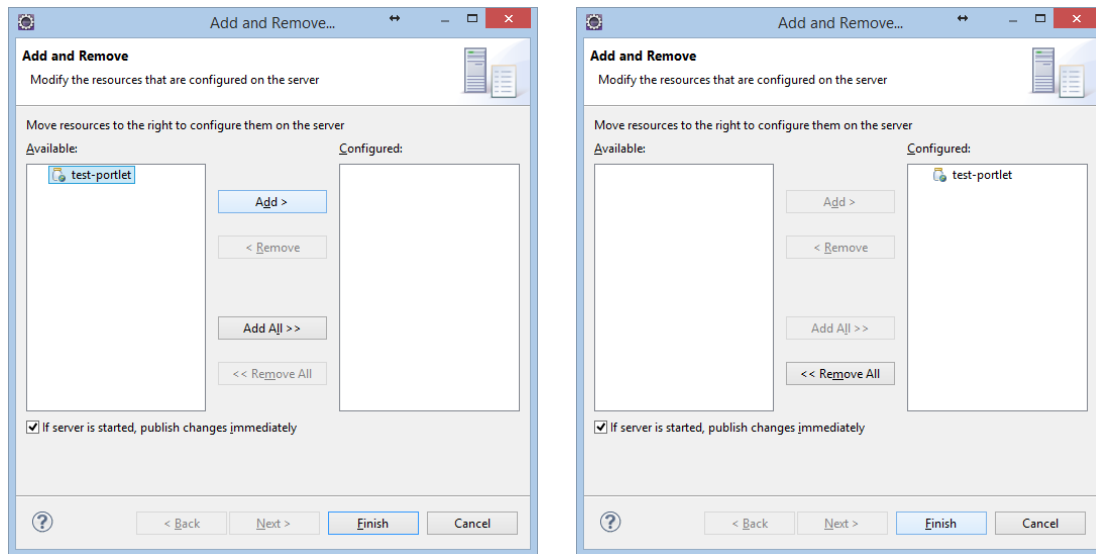 Add and Remove...
Add and Remove
Modify the resources that are configured on the server
Move resources to the right to configure them on the server
Available:
Configured:
test-portlet
Add >
< Remove
Add All >>
<< Remove All
If server is started, publish changes immediately
?
< Back
Next >
Finish
Cancel
Add and Remove...
Add and Remove
Modify the resources that are configured on the server
Move resources to the right to configure them on the server
Available:
Configured:
test-portlet
Add >
< Remove
Add All >>
<< Remove All
If server is started, publish changes immediately
?
< Back
Next >
Finish
Cancel